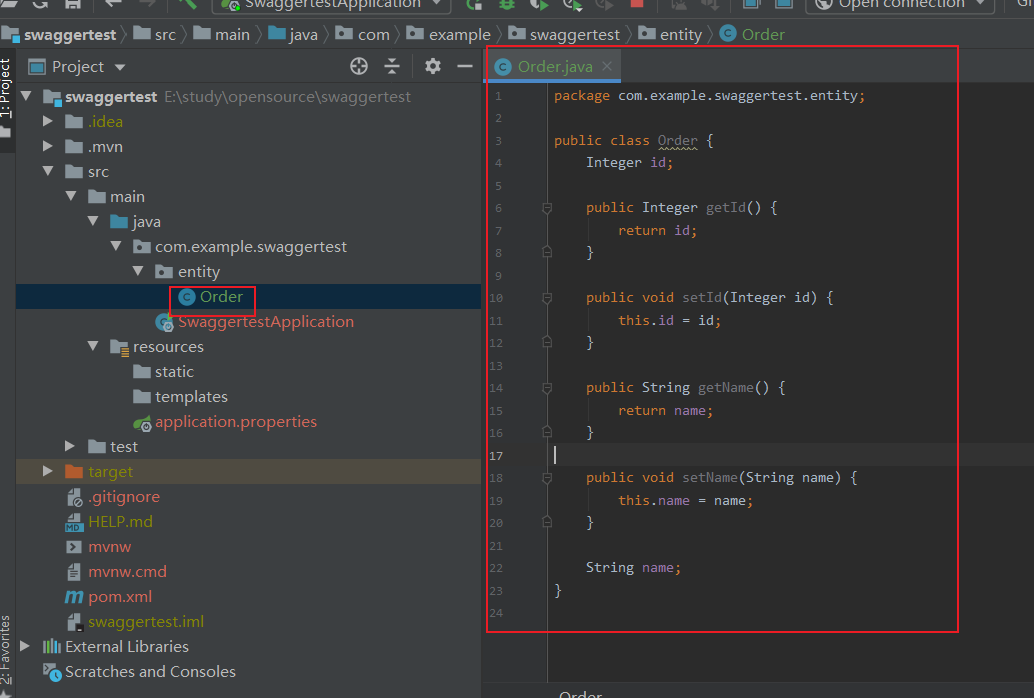 SwaggertestApplication
Open connection
swaggertest src main java com example swaggertest entity Order
1: Project
Project
Order.java
swaggertest E:\study\opensource\swaggertest
.idea
.mvn
src
main
java
com.example.swaggertest
entity
Order
SwaggertestApplication
resources
static
templates
application.properties
test
target
.gitignore
HELP.md
mvnw
mvnw.cmd
pom.xml
swaggertest.iml
External Libraries
Scratches and Consoles
2: Favorites
1 package com.example.swaggertest.entity;
2
3 public class Order {
4 Integer id;
5
6 public Integer getId() {
7 return id;
8 }
9
10 public void setId(Integer id) {
11 this.id = id;
12 }
13
14 public String getName() {
15 return name;
16 }
17
18 public void setName(String name) {
19 this.name = name;
20 }
21
22 String name;
23 }
24
Order